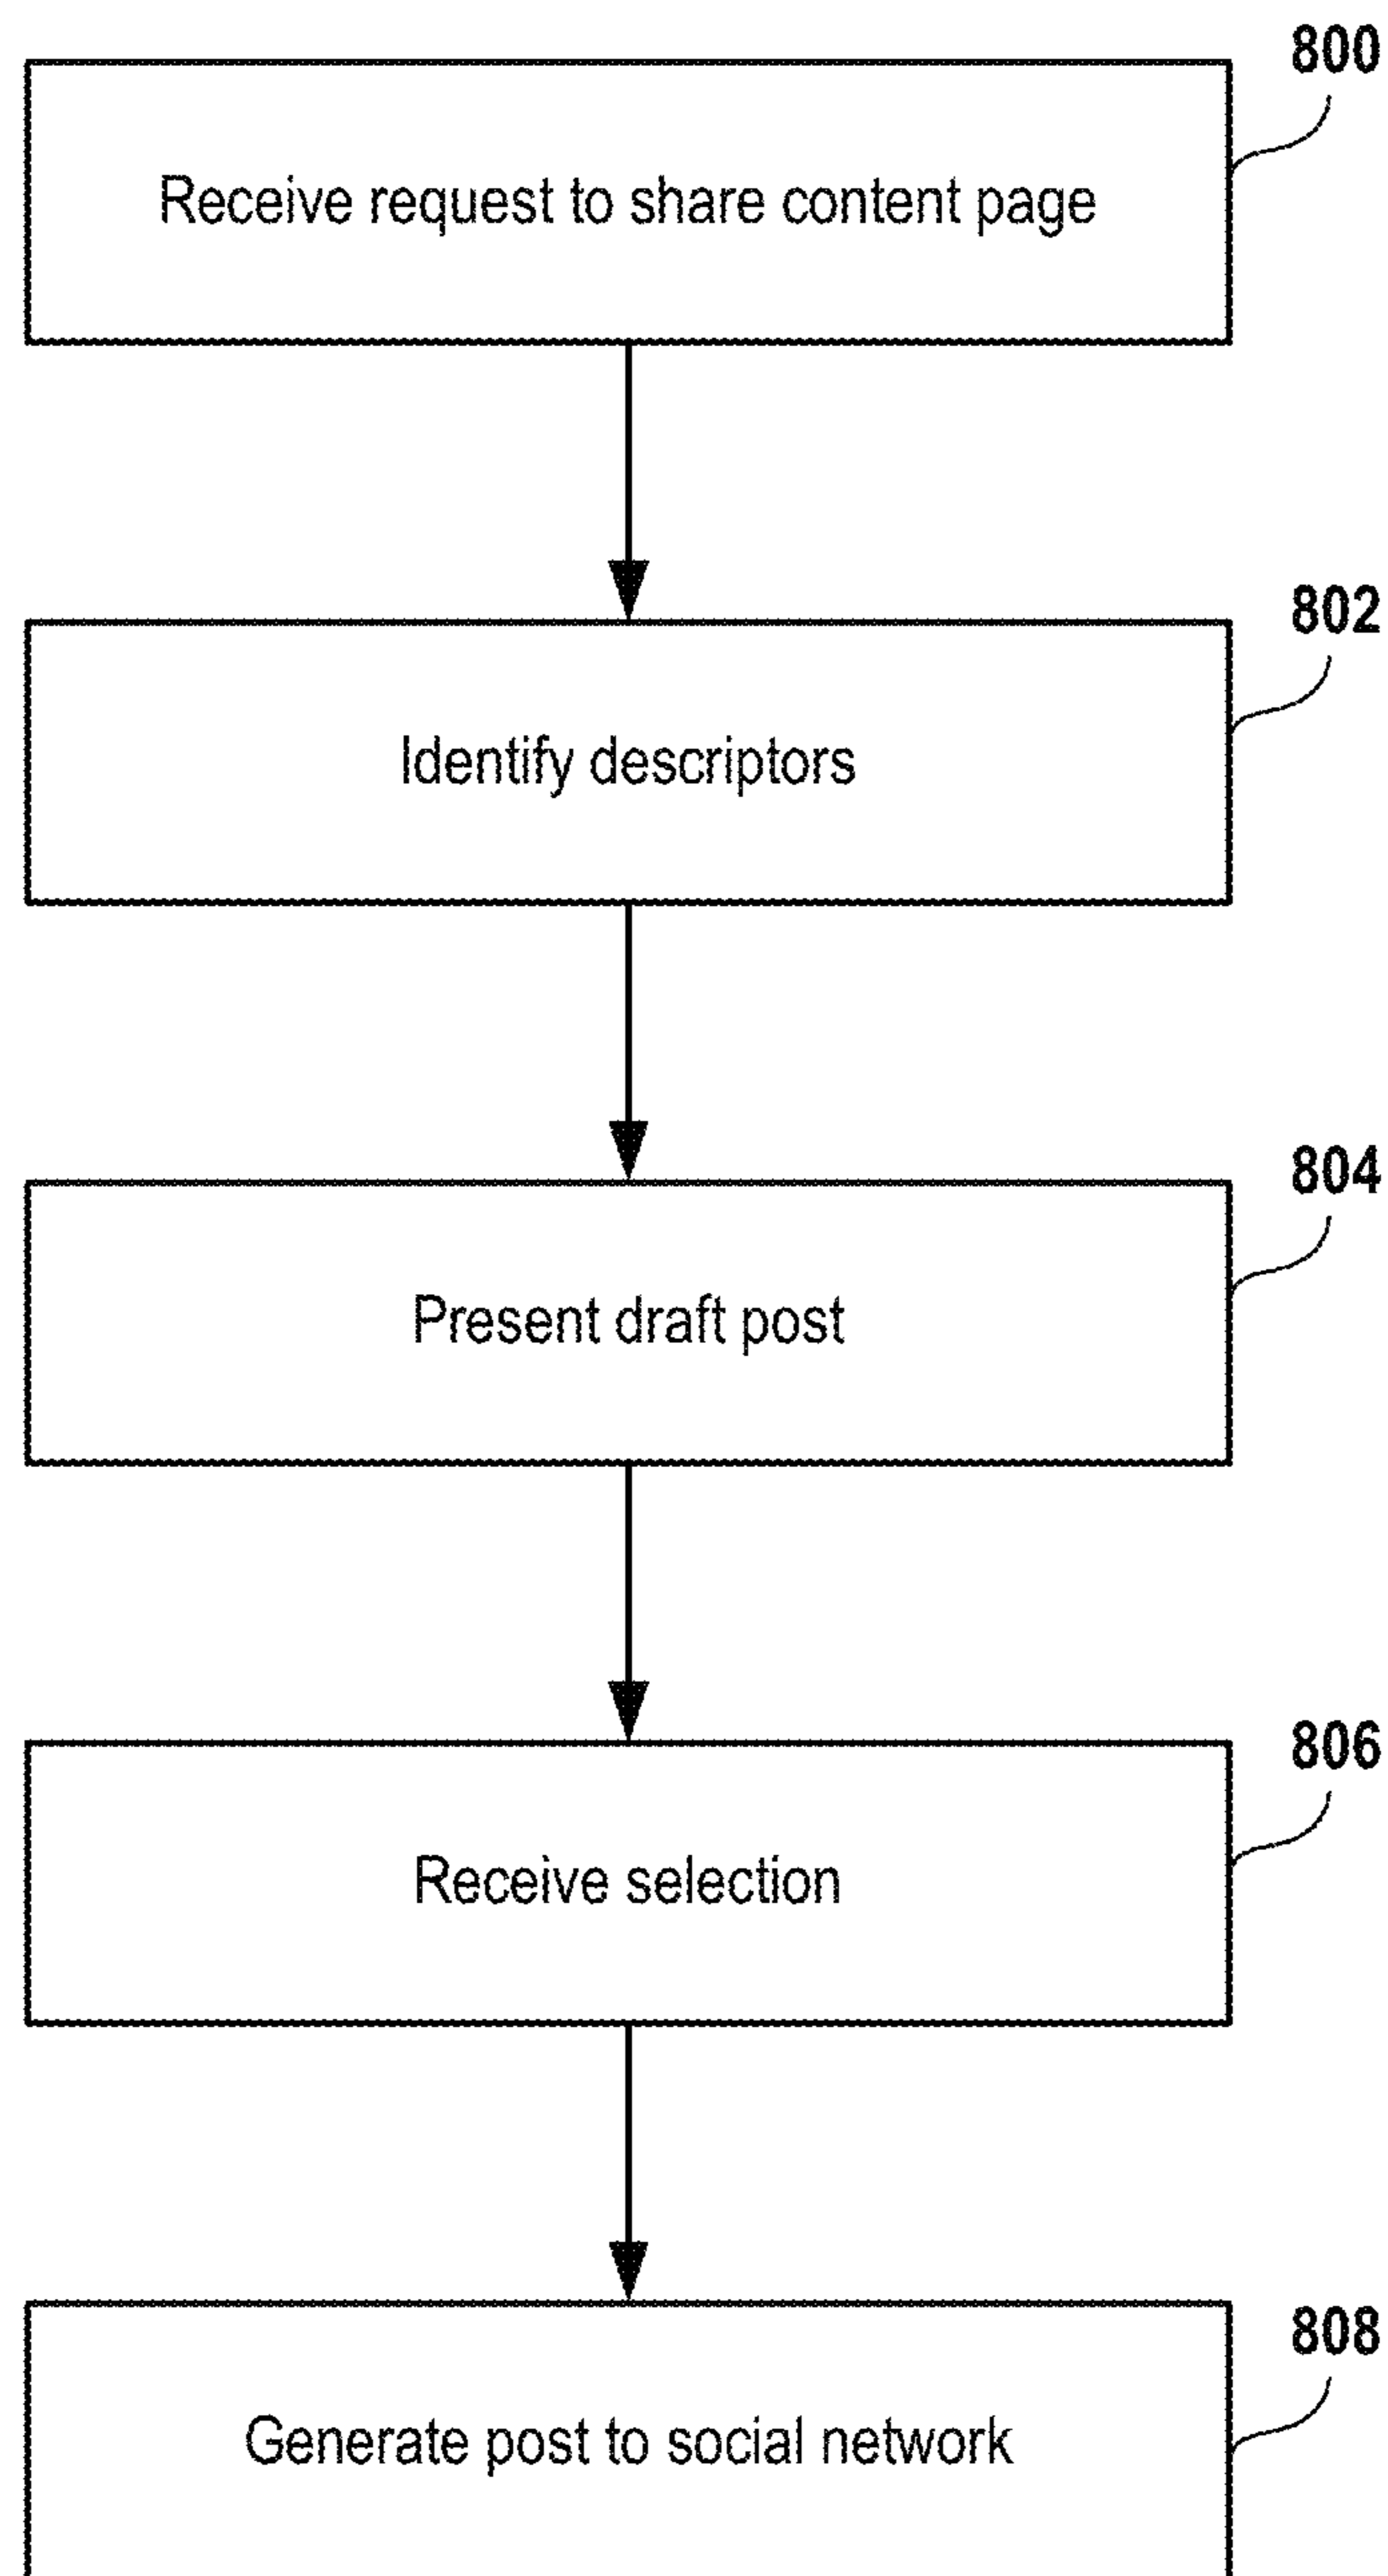 800
Receive request to share content page
802
Identify descriptors
804
Present draft post
806
Receive selection
808
Generate post to social network